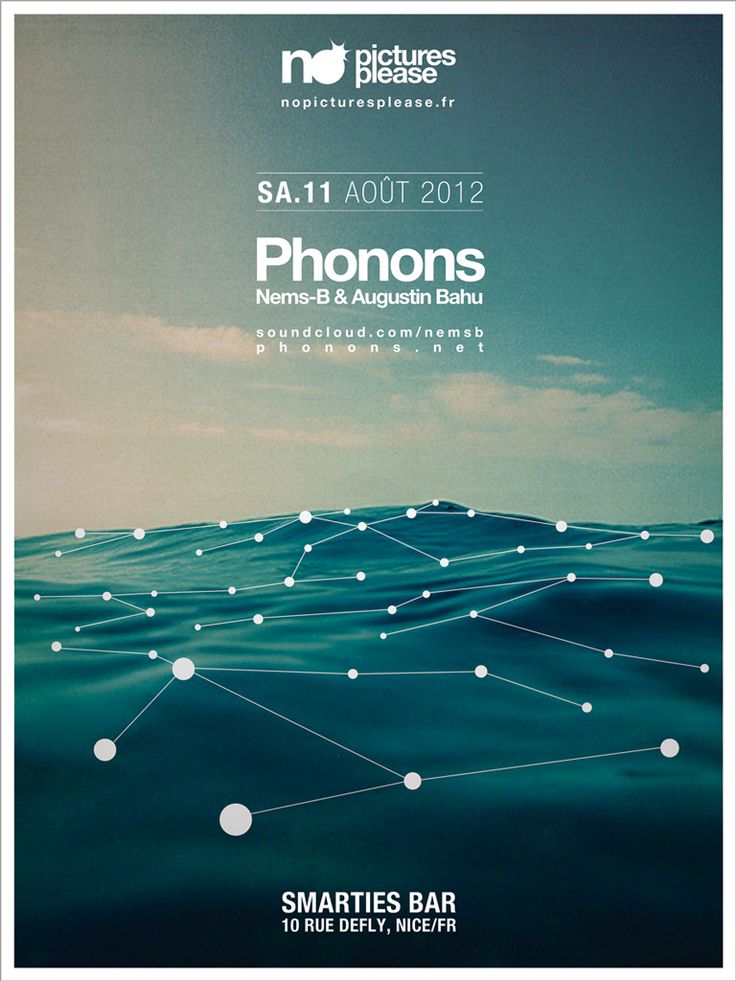 no pictures
please
nopicturesplease.fr
SA.11 AOÛT 2012
Phonons
Nems-B & Augustin Bahu
soundcloud.com/nemsb
phonons.net
SMARTIES BAR
10 RUE DEFLY, NICE/FR